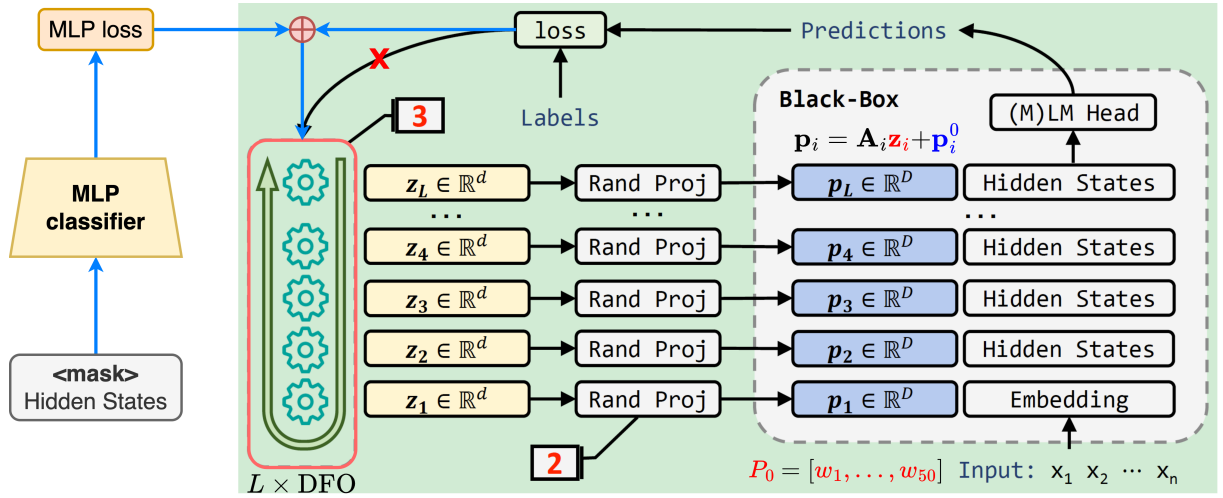 MLP loss
MLP
classifier
<mask>
Hidden States
loss
Labels
Predictions
X
3
2
L × DFO
z_L ∈ ℝ^d
Rand Proj
p_L ∈ ℝ^D
Hidden States
...
...
...
z_4 ∈ ℝ^d
Rand Proj
p_4 ∈ ℝ^D
Hidden States
z_3 ∈ ℝ^d
Rand Proj
p_3 ∈ ℝ^D
Hidden States
z_2 ∈ ℝ^d
Rand Proj
p_2 ∈ ℝ^D
Hidden States
z_1 ∈ ℝ^d
Rand Proj
p_1 ∈ ℝ^D
Embedding
Black-Box
(M)LM Head
p_i = A_i z_i + p_i^0
P_0 = [w_1, . . . , w_50]
Input: x_1 x_2 ··· x_n